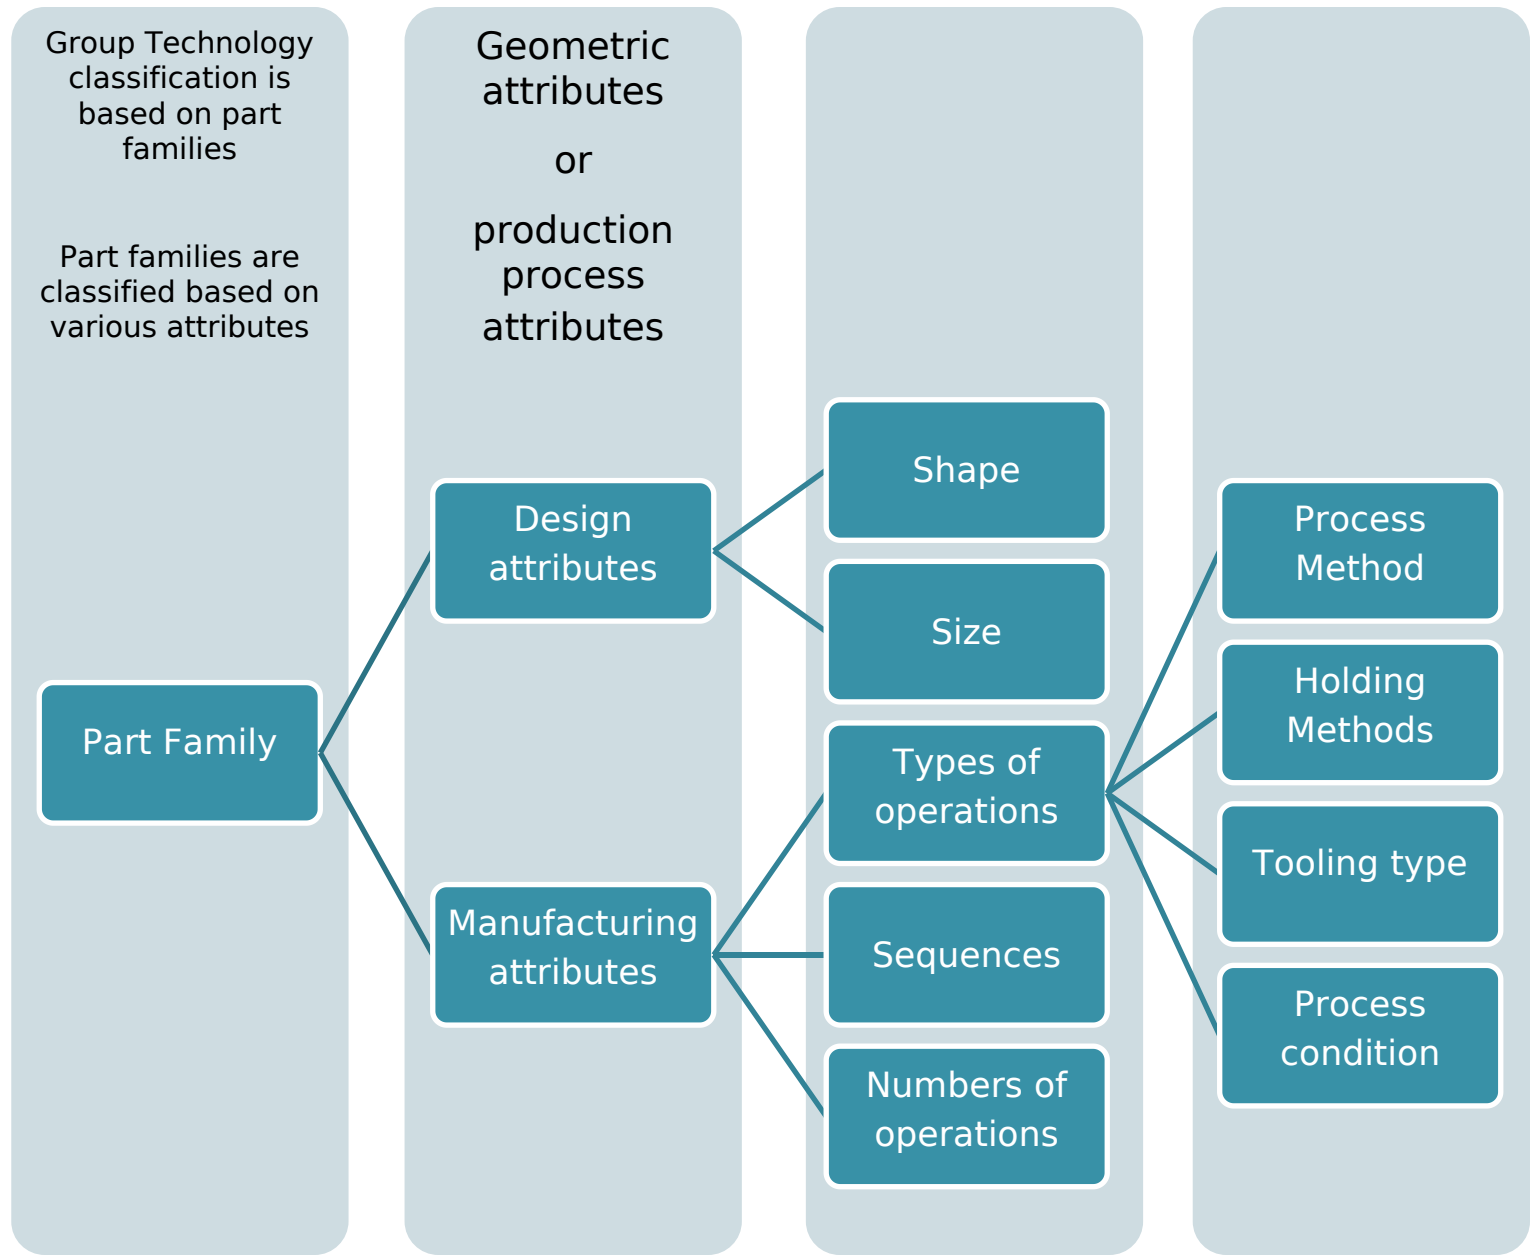 Group Technology
classification is
based on part
families
Part families are
classified based on
various attributes
Geometric
attributes
or
production
process
attributes
Part Family
Design
attributes
Manufacturing
attributes
Shape
Size
Types of
operations
Sequences
Numbers of
operations
Process
Method
Holding
Methods
Tooling type
Process
condition